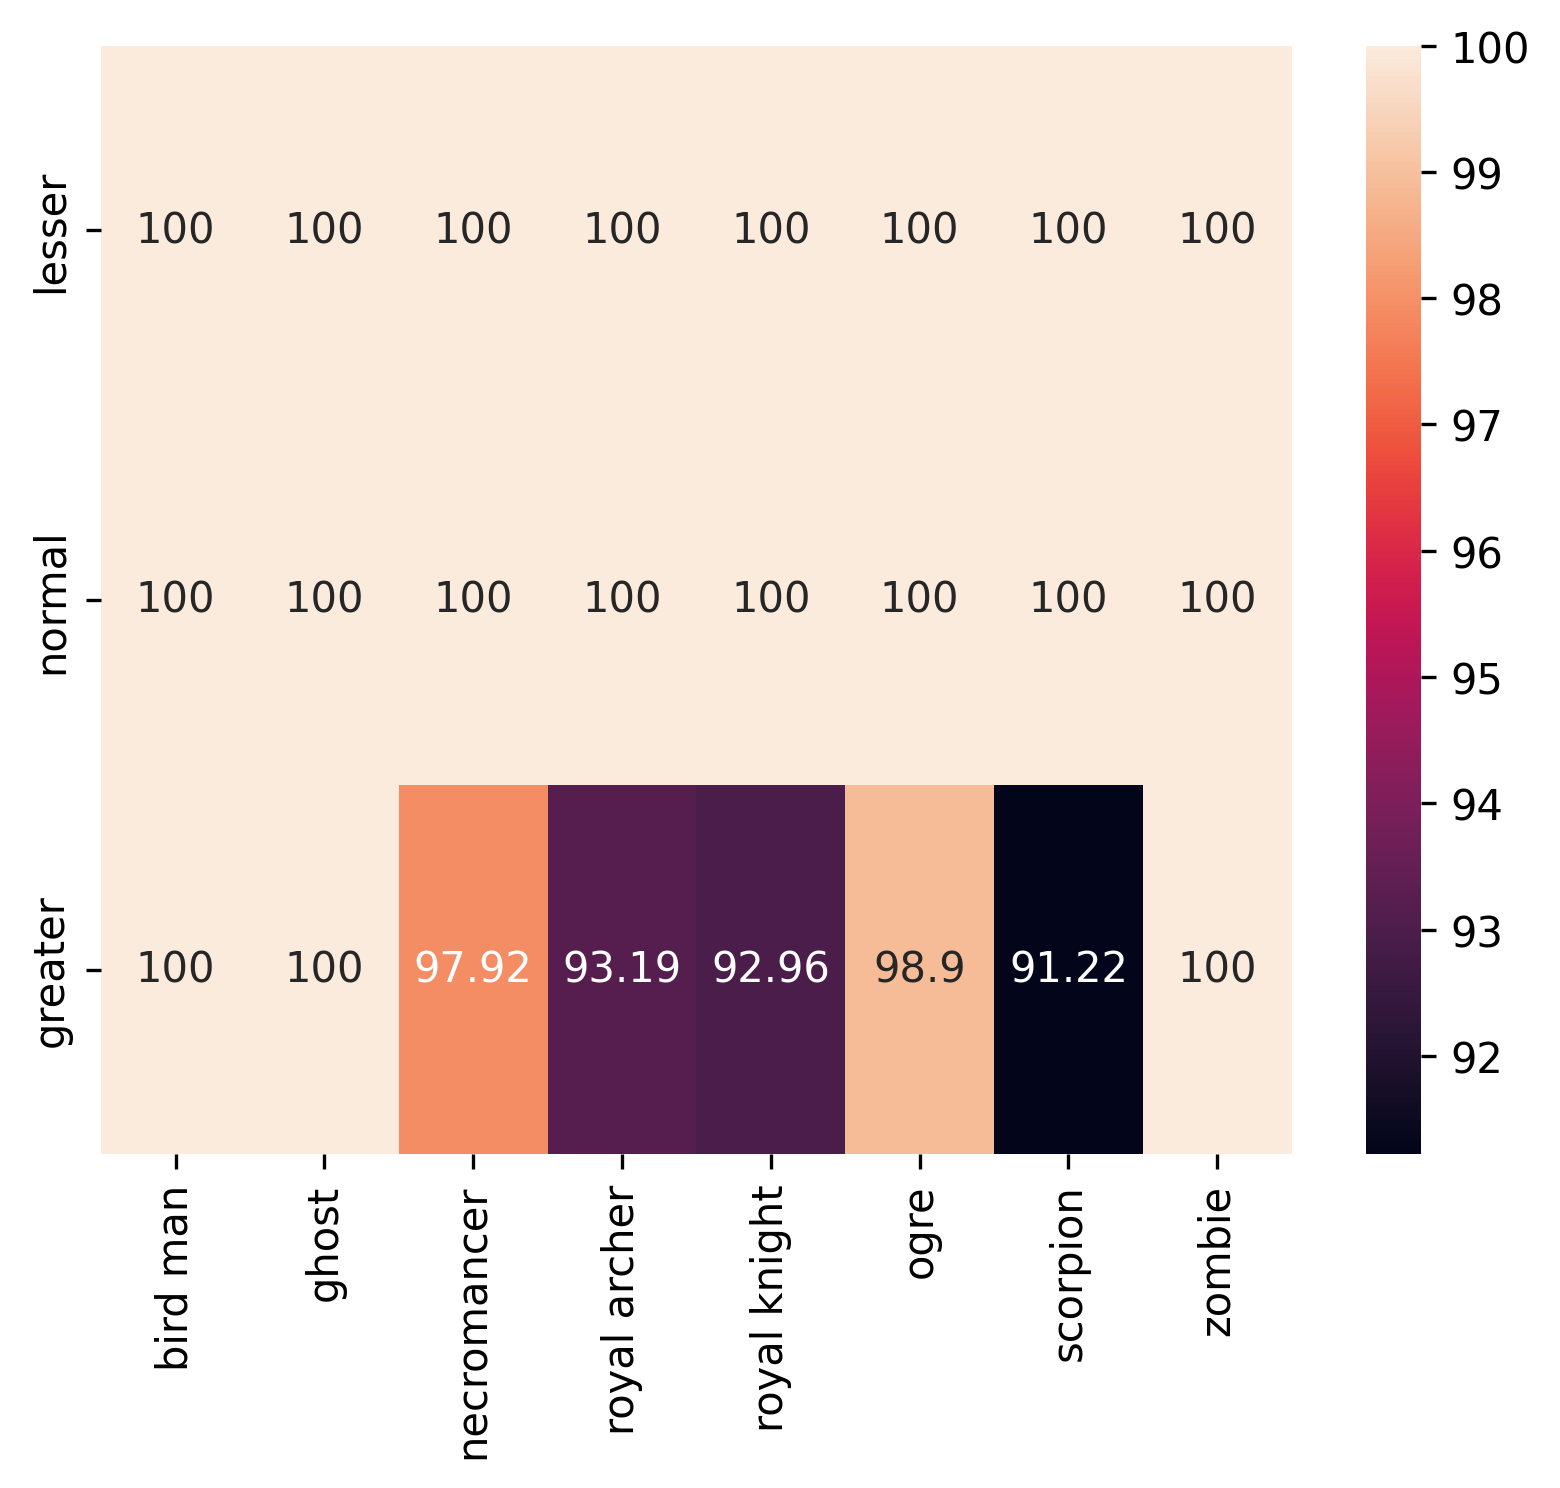 lesser 100 100 100 100 100 100 100 100
normal 100 100 100 100 100 100 100 100
greater 100 100 97.92 93.19 92.96 98.9 91.22 100
bird man
ghost
necromancer
royal archer
royal knight
ogre
scorpion
zombie
100
99
98
97
96
95
94
93
92